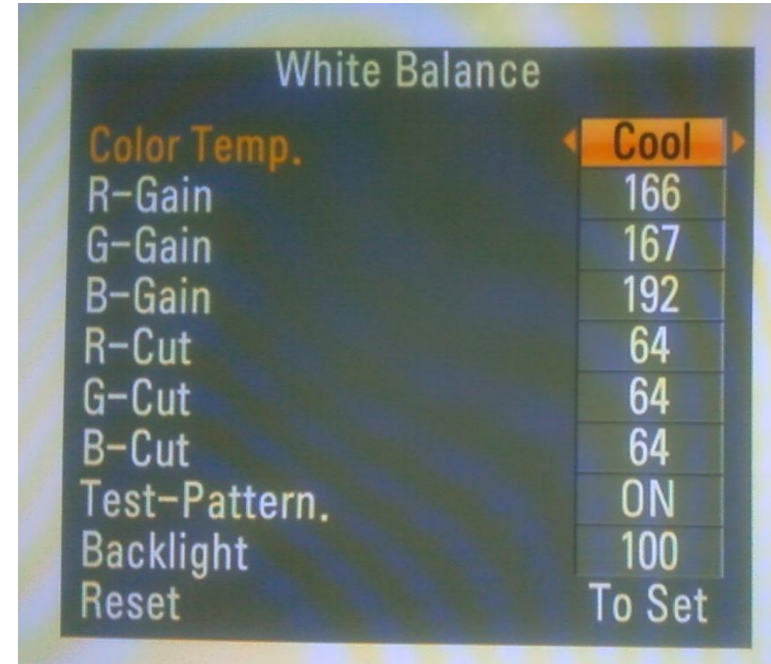 White Balance
Color Temp. Cool
R-Gain 166
G-Gain 167
B-Gain 192
R-Cut 64
G-Cut 64
B-Cut 64
Test-Pattern. ON
Backlight 100
Reset To Set